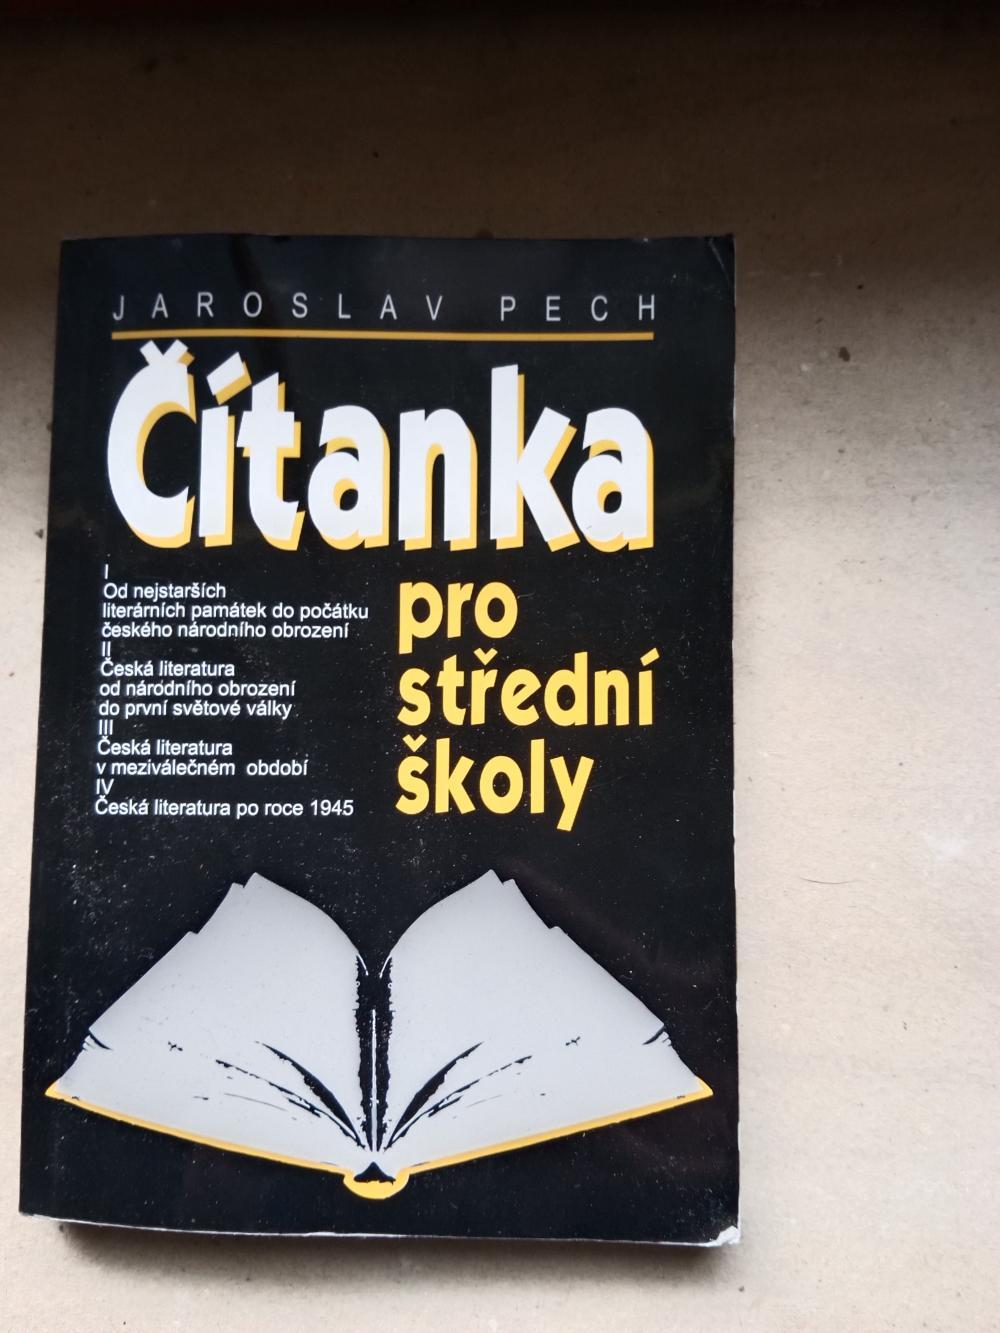 JAROSLAV PECH
Čítanka
pro
střední
školy
I
Od nejstarších
literárních památek do počátku
českého národního obrození
II
Česká literatura
od národního obrození
do první světové války
III
Česká literatura
v meziválečném období
IV
Česká literatura po roce 1945